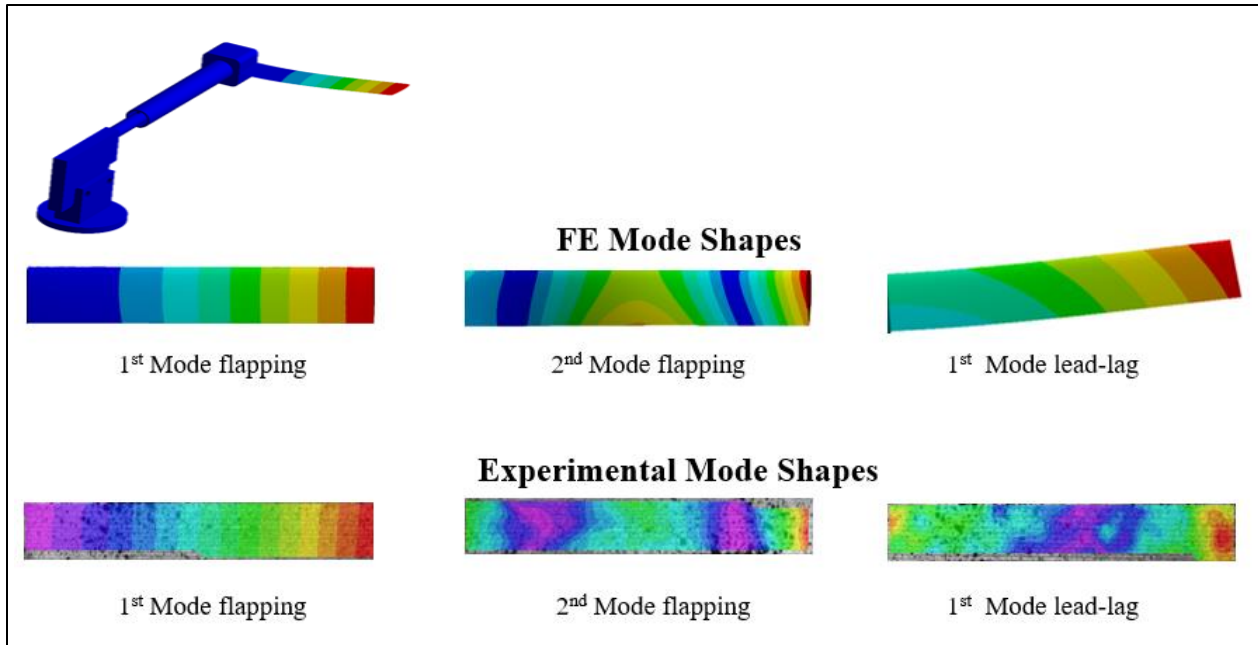 FE Mode Shapes
1st Mode flapping
2nd Mode flapping
1st Mode lead-lag
Experimental Mode Shapes
1st Mode flapping
2nd Mode flapping
1st Mode lead-lag